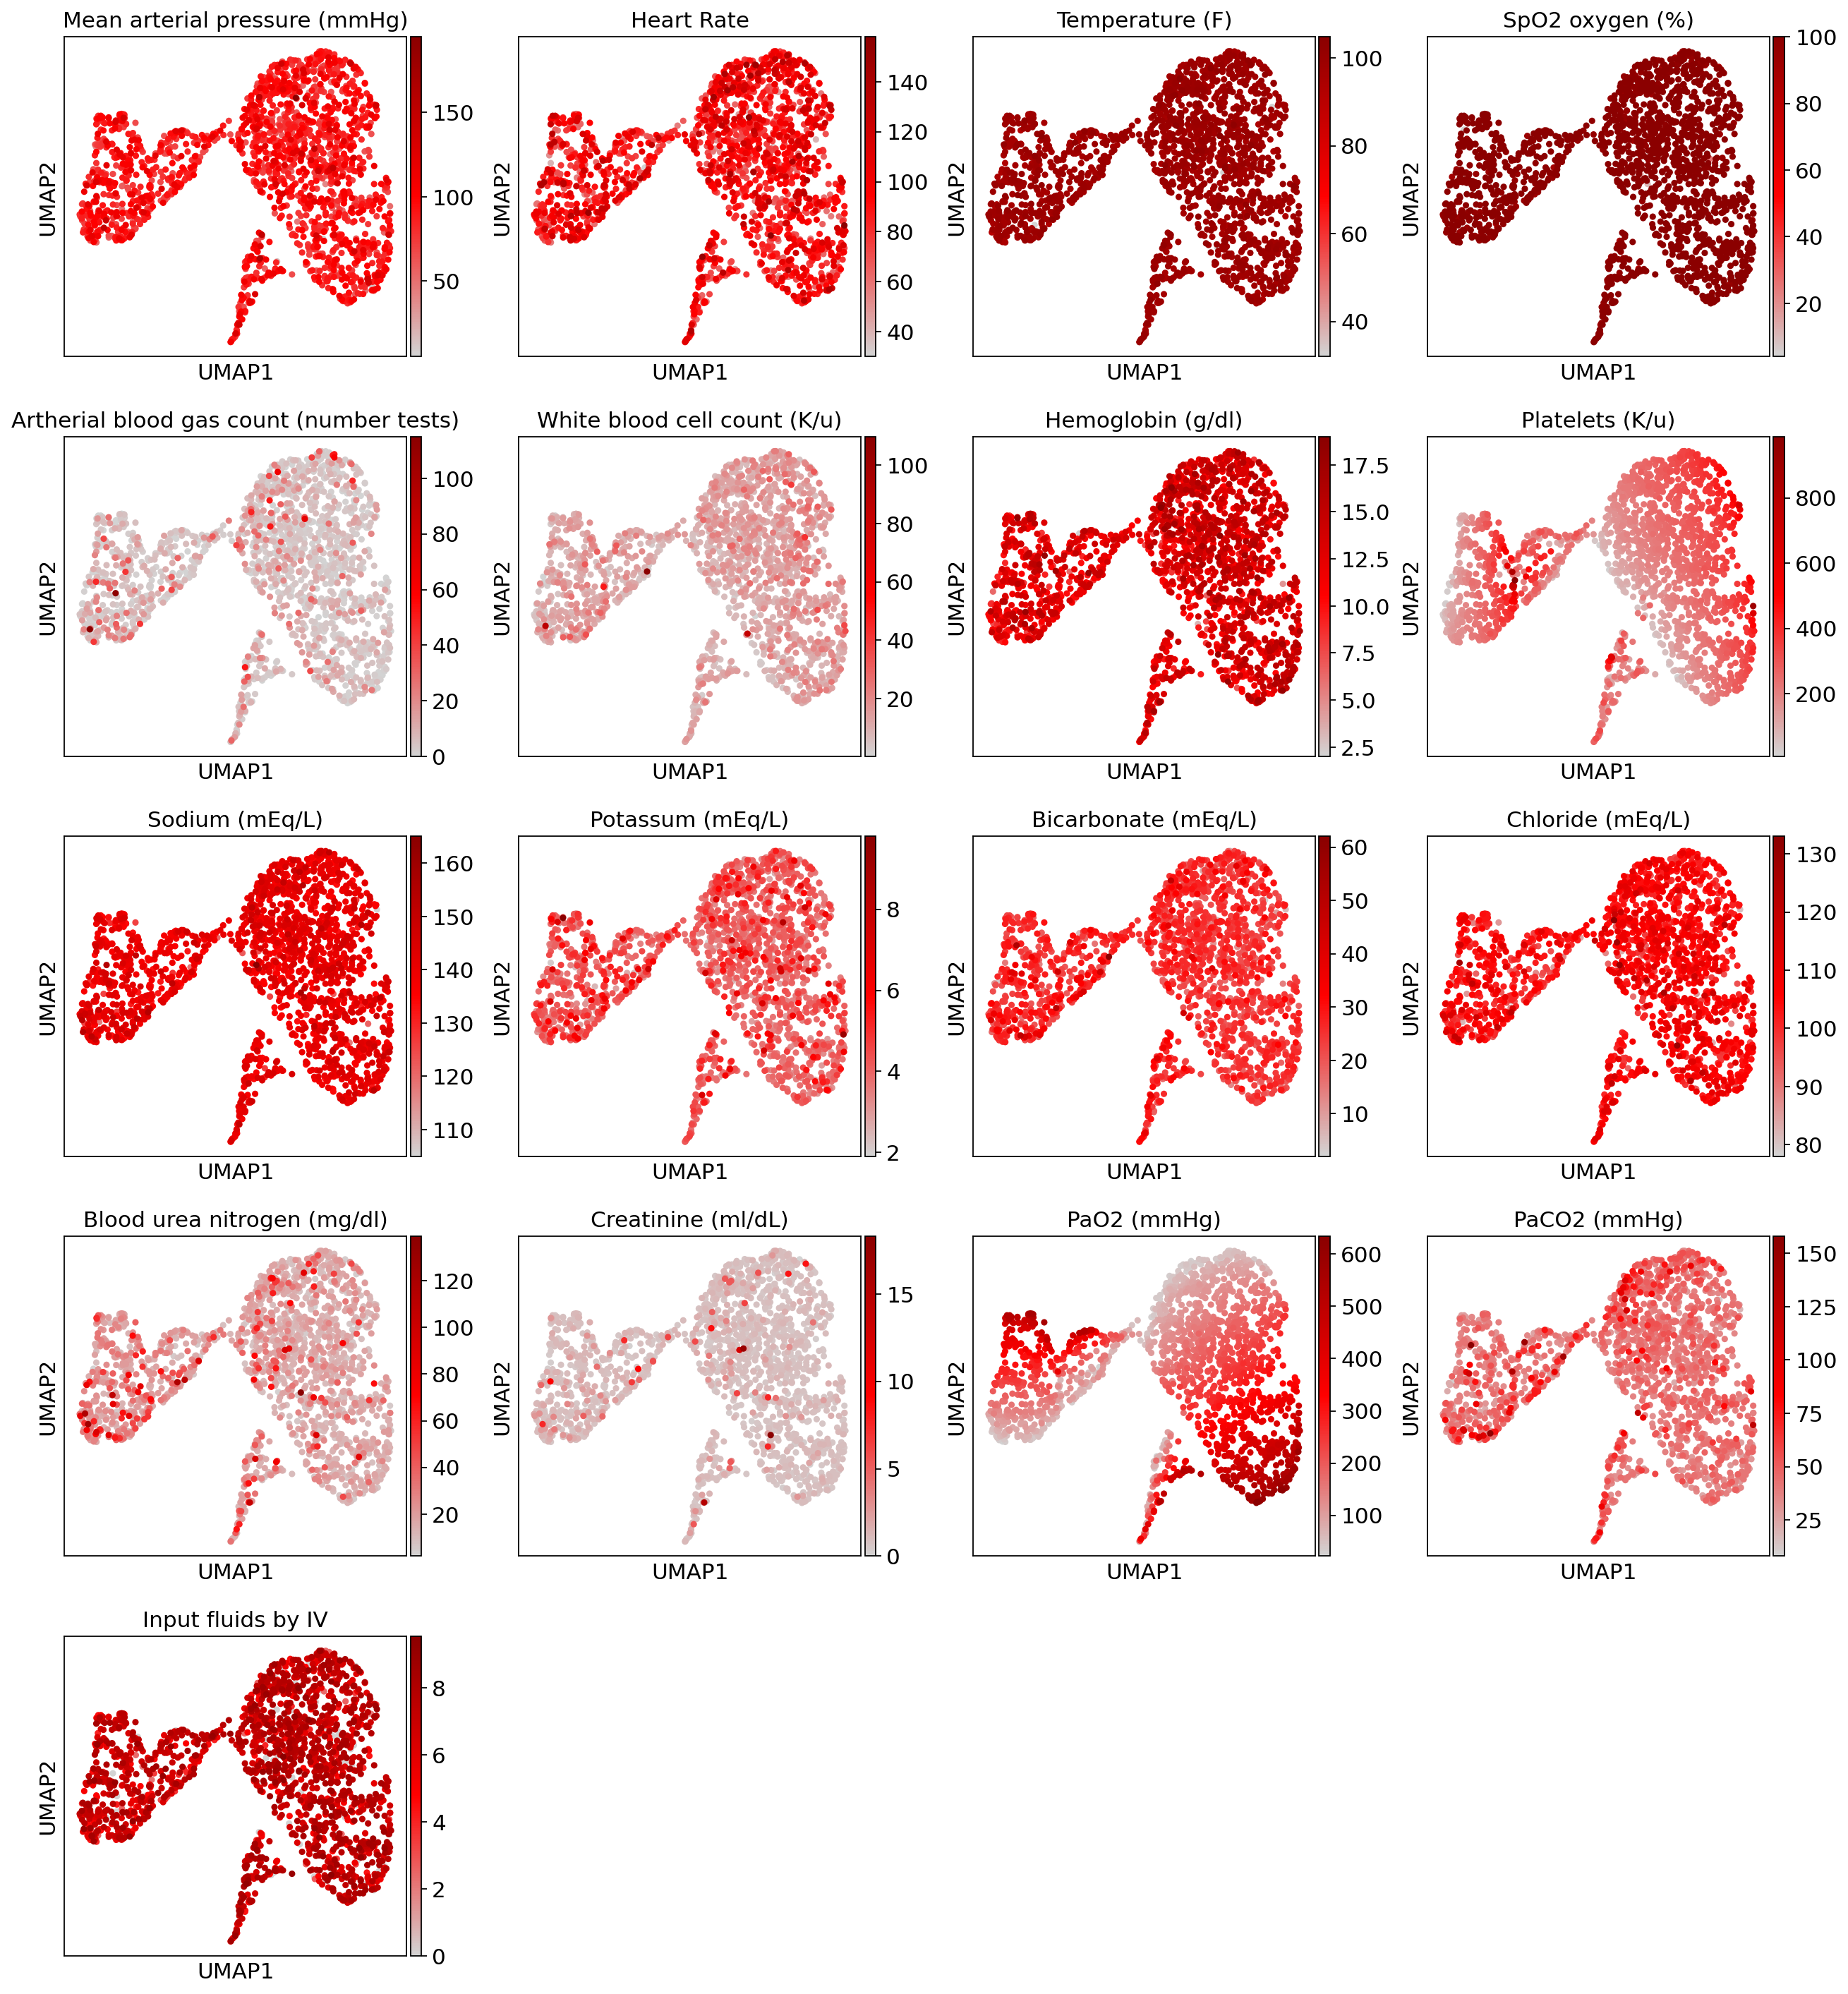 Mean arterial pressure (mmHg)
Heart Rate
Temperature (F)
SpO2 oxygen (%)
150
100
50
140
120
100
80
60
40
100
80
60
40
100
80
60
40
20
UMAP2
UMAP2
UMAP2
UMAP2
UMAP1
UMAP1
UMAP1
UMAP1
Artherial blood gas count (number tests)
White blood cell count (K/u)
Hemoglobin (g/dl)
Platelets (K/u)
100
80
60
40
20
0
100
80
60
40
20
17.5
15.0
12.5
10.0
7.5
5.0
2.5
800
600
400
200
UMAP2
UMAP2
UMAP2
UMAP2
UMAP1
UMAP1
UMAP1
UMAP1
Sodium (mEq/L)
Potassum (mEq/L)
Bicarbonate (mEq/L)
Chloride (mEq/L)
160
150
140
130
120
110
8
6
4
2
60
50
40
30
20
10
130
120
110
100
90
80
UMAP2
UMAP2
UMAP2
UMAP2
UMAP1
UMAP1
UMAP1
UMAP1
Blood urea nitrogen (mg/dl)
Creatinine (ml/dL)
PaO2 (mmHg)
PaCO2 (mmHg)
120
100
80
60
40
20
15
10
5
0
600
500
400
300
200
100
150
125
100
75
50
25
UMAP2
UMAP2
UMAP2
UMAP2
UMAP1
UMAP1
UMAP1
UMAP1
Input fluids by IV
8
6
4
2
0
UMAP2
UMAP1